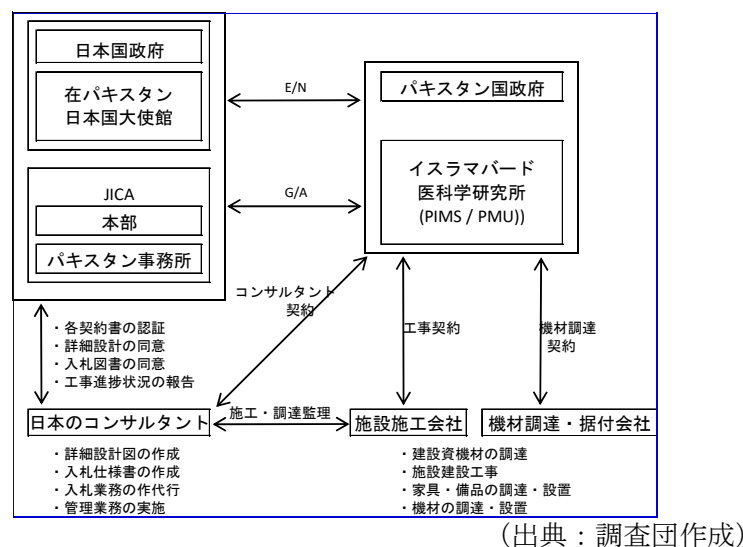 日本国政府
在パキスタン
日本国大使館
E/N
パキスタン国政府
JICA
本部
パキスタン事務所
G/A
イスラマバード
医科学研究所
(PIMS / PMU))
コンサルタント
契約
工事契約
機材調達
契約
・各契約書の認証
・詳細設計の同意
・入札図書の同意
・工事進捗状況の報告
日本のコンサルタント
施工・調達監理
施設施工会社
機材調達・据付会社
・詳細設計図の作成
・入札仕様書の作成
・入札業務の作代行
・管理業務の実施
・建設資機材の調達
・施設建設工事
・家具・備品の調達・設置
・機材の調達・設置
（出典：調査団作成）